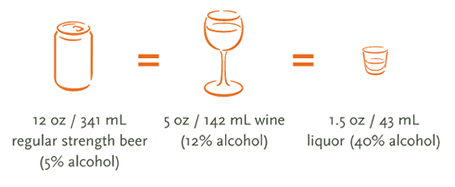 12 oz / 341 mL
regular strength beer
(5% alcohol)
5 oz / 142 mL wine
(12% alcohol)
1.5 oz / 43 mL
liquor (40% alcohol)